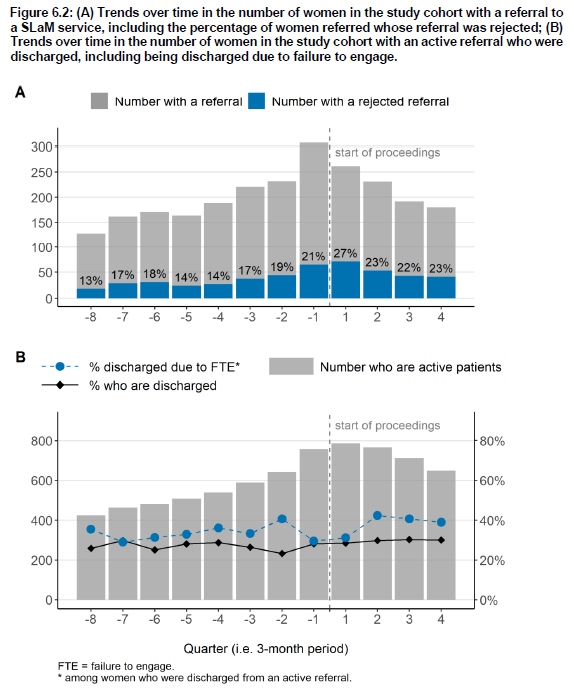 Figure 6.2: (A) Trends over time in the number of women in the study cohort with a referral to
a SLaM service, including the percentage of women referred whose referral was rejected; (B)
Trends over time in the number of women in the study cohort with an active referral who were
discharged, including being discharged due to failure to engage.
A
Number with a referral Number with a rejected referral
start of proceedings
300
250
200
150
100
50
0
13% 17% 18% 14% 14% 17% 19% 21% 27% 23% 22% 23%
-8 -7 -6 -5 -4 -3 -2 -1 1 2 3 4
B
% discharged due to FTE* Number who are active patients
% who are discharged
start of proceedings
800 80%
600 60%
400 40%
200 20%
0 0%
-8 -7 -6 -5 -4 -3 -2 -1 1 2 3 4
Quarter (i.e. 3-month period)
FTE = failure to engage.
* among women who were discharged from an active referral.